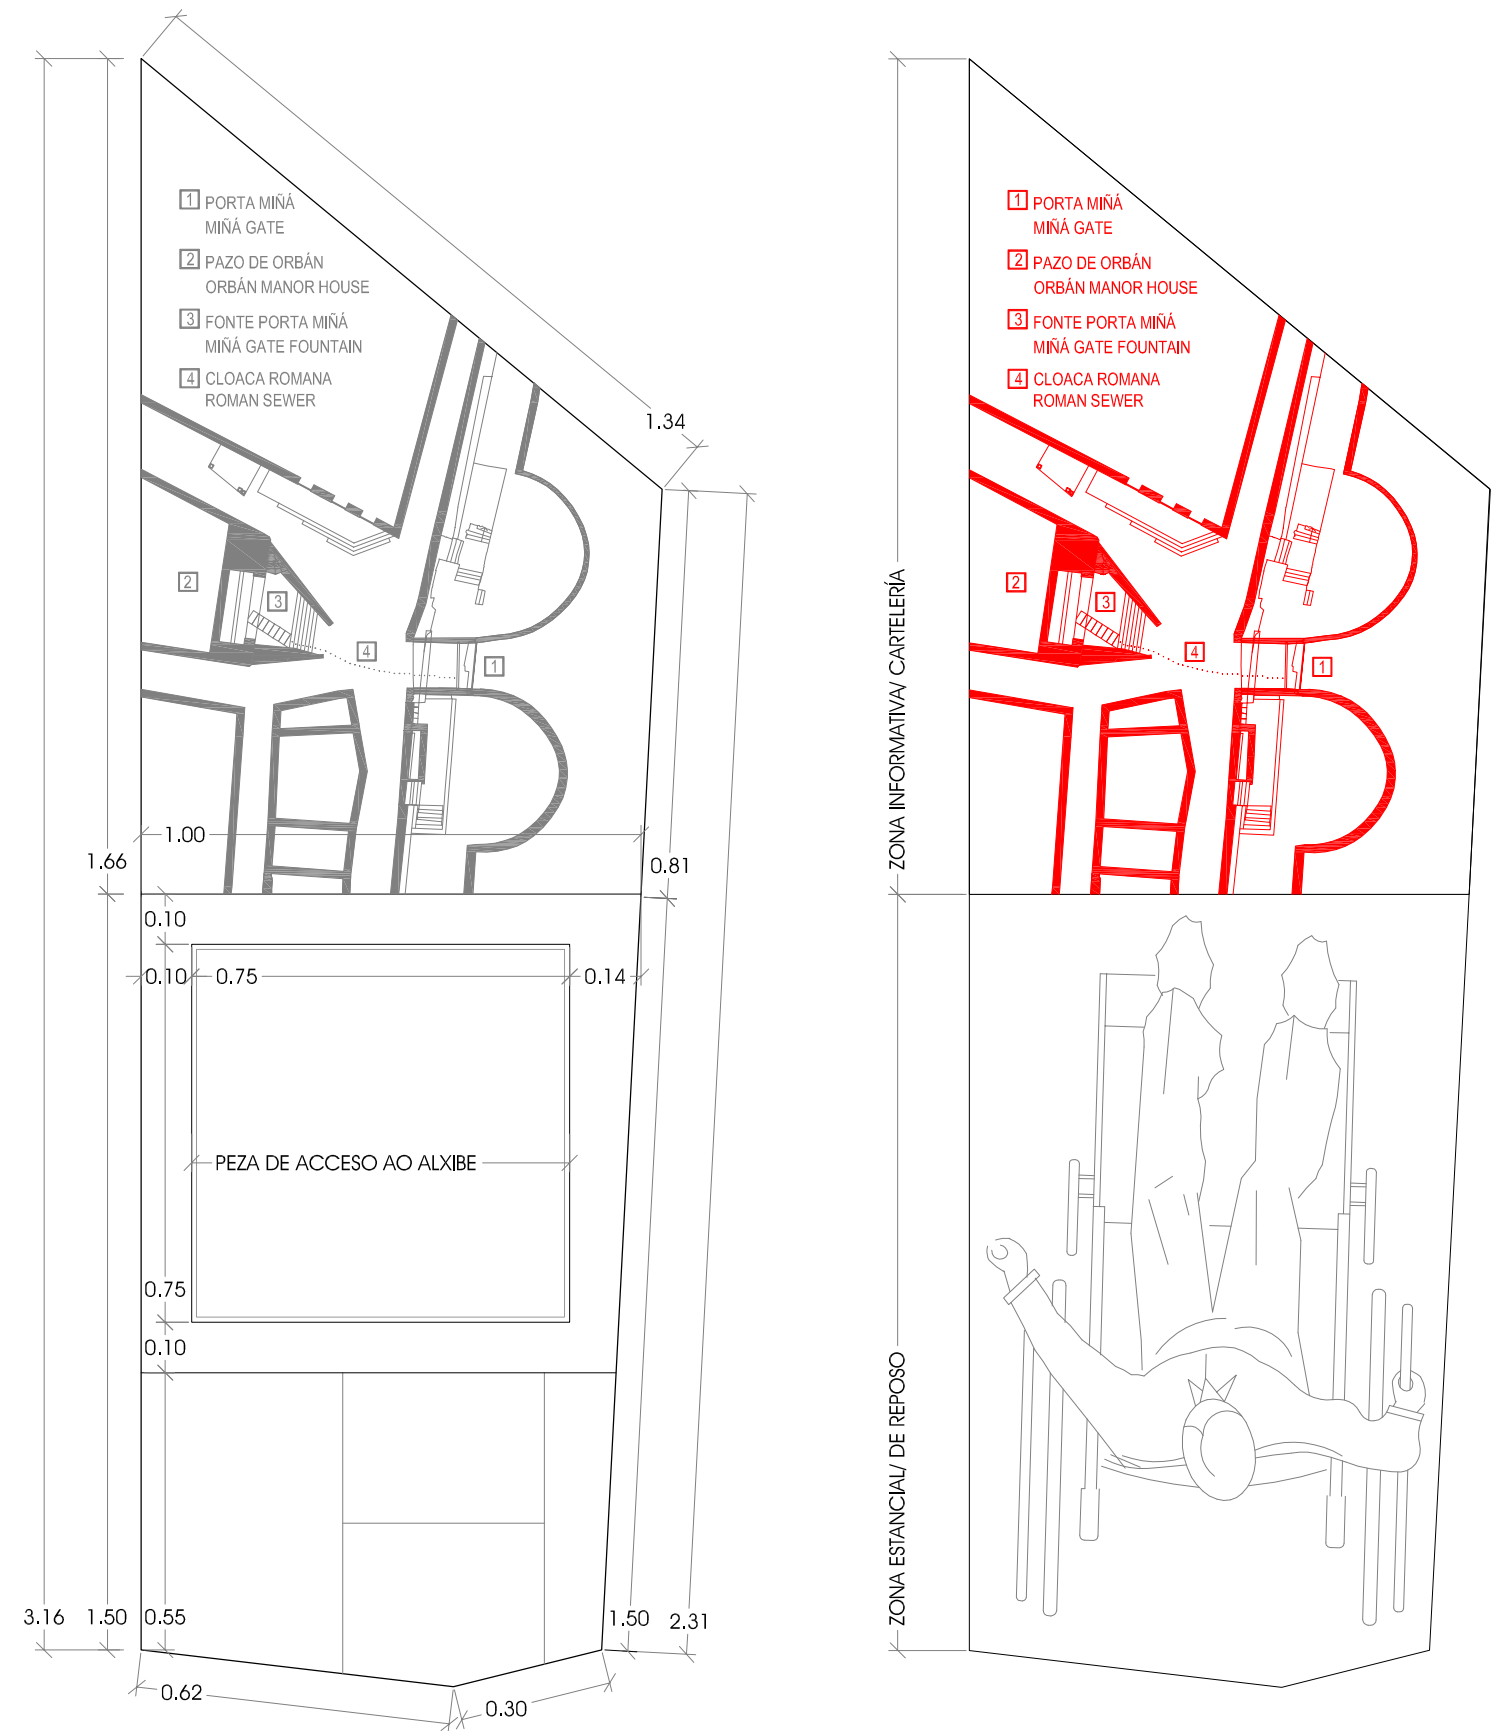 1 PORTA MIÑÁ
MIÑÁ GATE
2 PAZO DE ORBÁN
ORBÁN MANOR HOUSE
3 FONTE PORTA MIÑÁ
MIÑÁ GATE FOUNTAIN
4 CLOACA ROMANA
ROMAN SEWER
1.34
2
3
4
1
1.00
1.66
0.81
0.10
0.10
0.75
0.14
PEZA DE ACCESO AO ALXIBE
0.75
0.10
3.16
1.50
0.55
1.50
2.31
0.62
0.30
1 PORTA MIÑÁ
MIÑÁ GATE
2 PAZO DE ORBÁN
ORBÁN MANOR HOUSE
3 FONTE PORTA MIÑÁ
MIÑÁ GATE FOUNTAIN
4 CLOACA ROMANA
ROMAN SEWER
2
3
4
1
ZONA INFORMATIVA/ CARTELERÍA
ZONA ESTANCIAL/ DE REPOSO